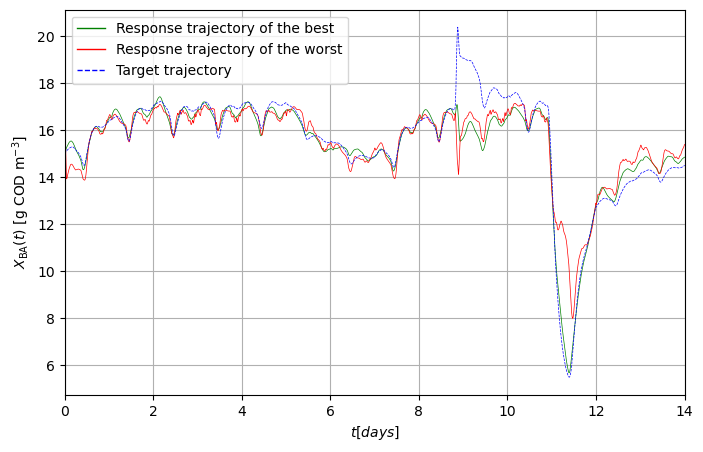 Response trajectory of the best
Resposne trajectory of the worst
Target trajectory
20
18
16
14
12
10
8
6
X_BA(t) [g COD m⁻³]
0 2 4 6 8 10 12 14
t[days]